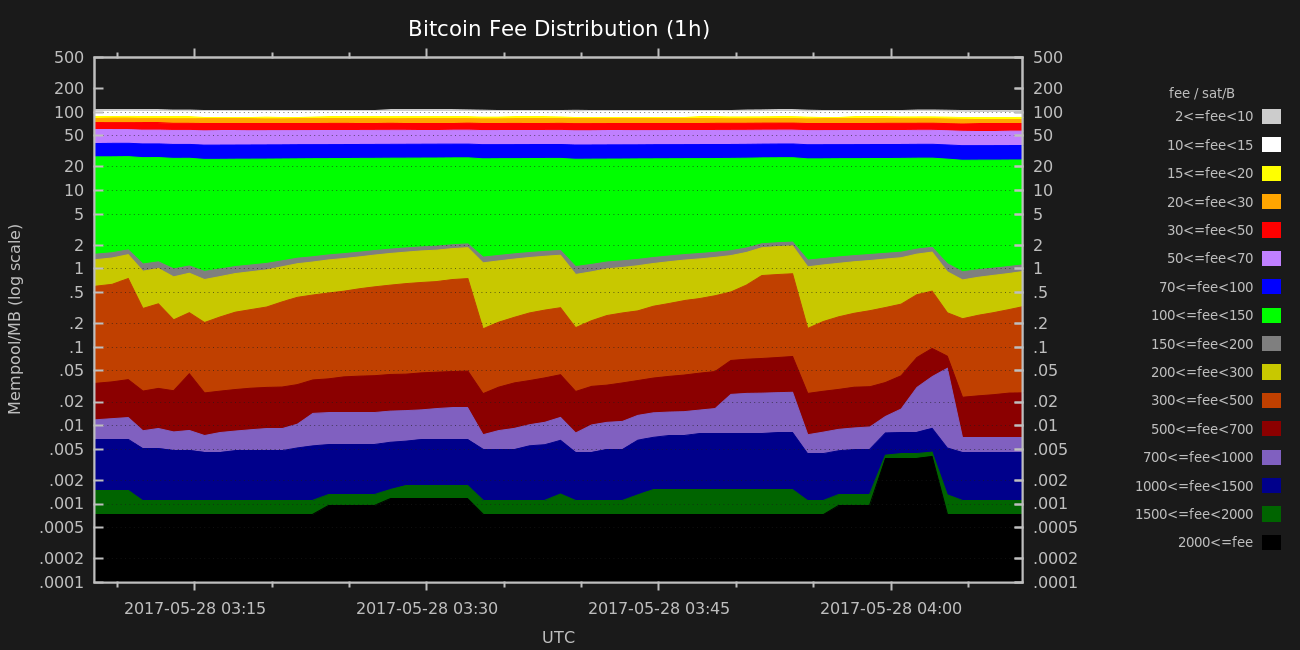 Bitcoin Fee Distribution (1h)
500
200
100
50
20
10
5
2
1
.5
.2
.1
.05
.02
.01
.005
.002
.001
.0005
.0002
.0001
Mempool/MB (log scale)
500
200
100
50
20
10
5
2
1
.5
.2
.1
.05
.02
.01
.005
.002
.001
.0005
.0002
.0001
2017-05-28 03:15
2017-05-28 03:30
2017-05-28 03:45
2017-05-28 04:00
UTC
fee / sat/B
2<=fee<10
10<=fee<15
15<=fee<20
20<=fee<30
30<=fee<50
50<=fee<70
70<=fee<100
100<=fee<150
150<=fee<200
200<=fee<300
300<=fee<500
500<=fee<700
700<=fee<1000
1000<=fee<1500
1500<=fee<2000
2000<=fee